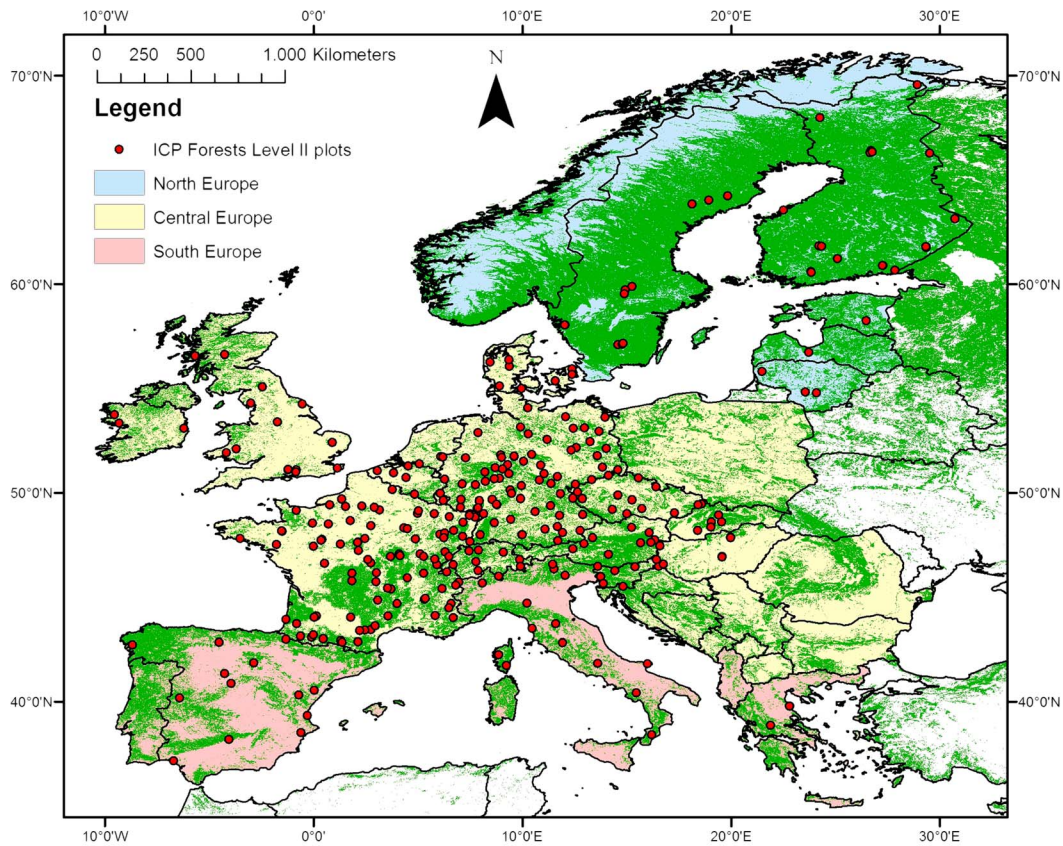 10°0'W 0°0' 10°0'E 20°0'E 30°0'E
0 250 500 1.000 Kilometers
N
70°0'N 70°0'N
Legend
ICP Forests Level II plots
North Europe
Central Europe
South Europe
60°0'N 60°0'N
50°0'N 50°0'N
40°0'N 40°0'N
10°0'W 0°0' 10°0'E 20°0'E 30°0'E